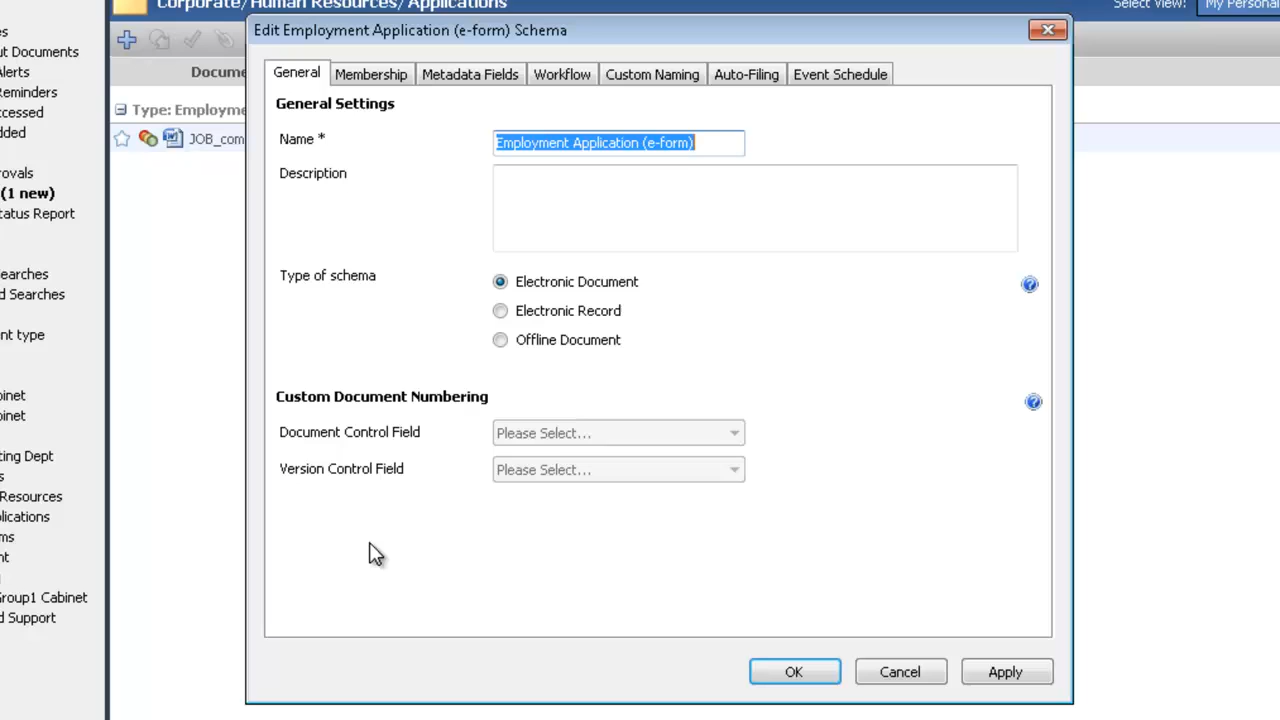 Corporate/Human Resources/Applications
Select View:
My Personal
Edit Employment Application (e-form) Schema
General
Membership
Metadata Fields
Workflow
Custom Naming
Auto-Filing
Event Schedule
General Settings
Name *
Employment Application (e-form)
Description
Type of schema
Electronic Document
Electronic Record
Offline Document
Custom Document Numbering
Document Control Field
Please Select...
Version Control Field
Please Select...
OK
Cancel
Apply
Docume
Type: Employme
JOB_com
ut Documents
Alerts
Reminders
ccessed
dded
rovals
(1 new)
tatus Report
earches
d Searches
nt type
binet
binet
ting Dept
s
Resources
lications
ms
nt
Group1 Cabinet
d Support